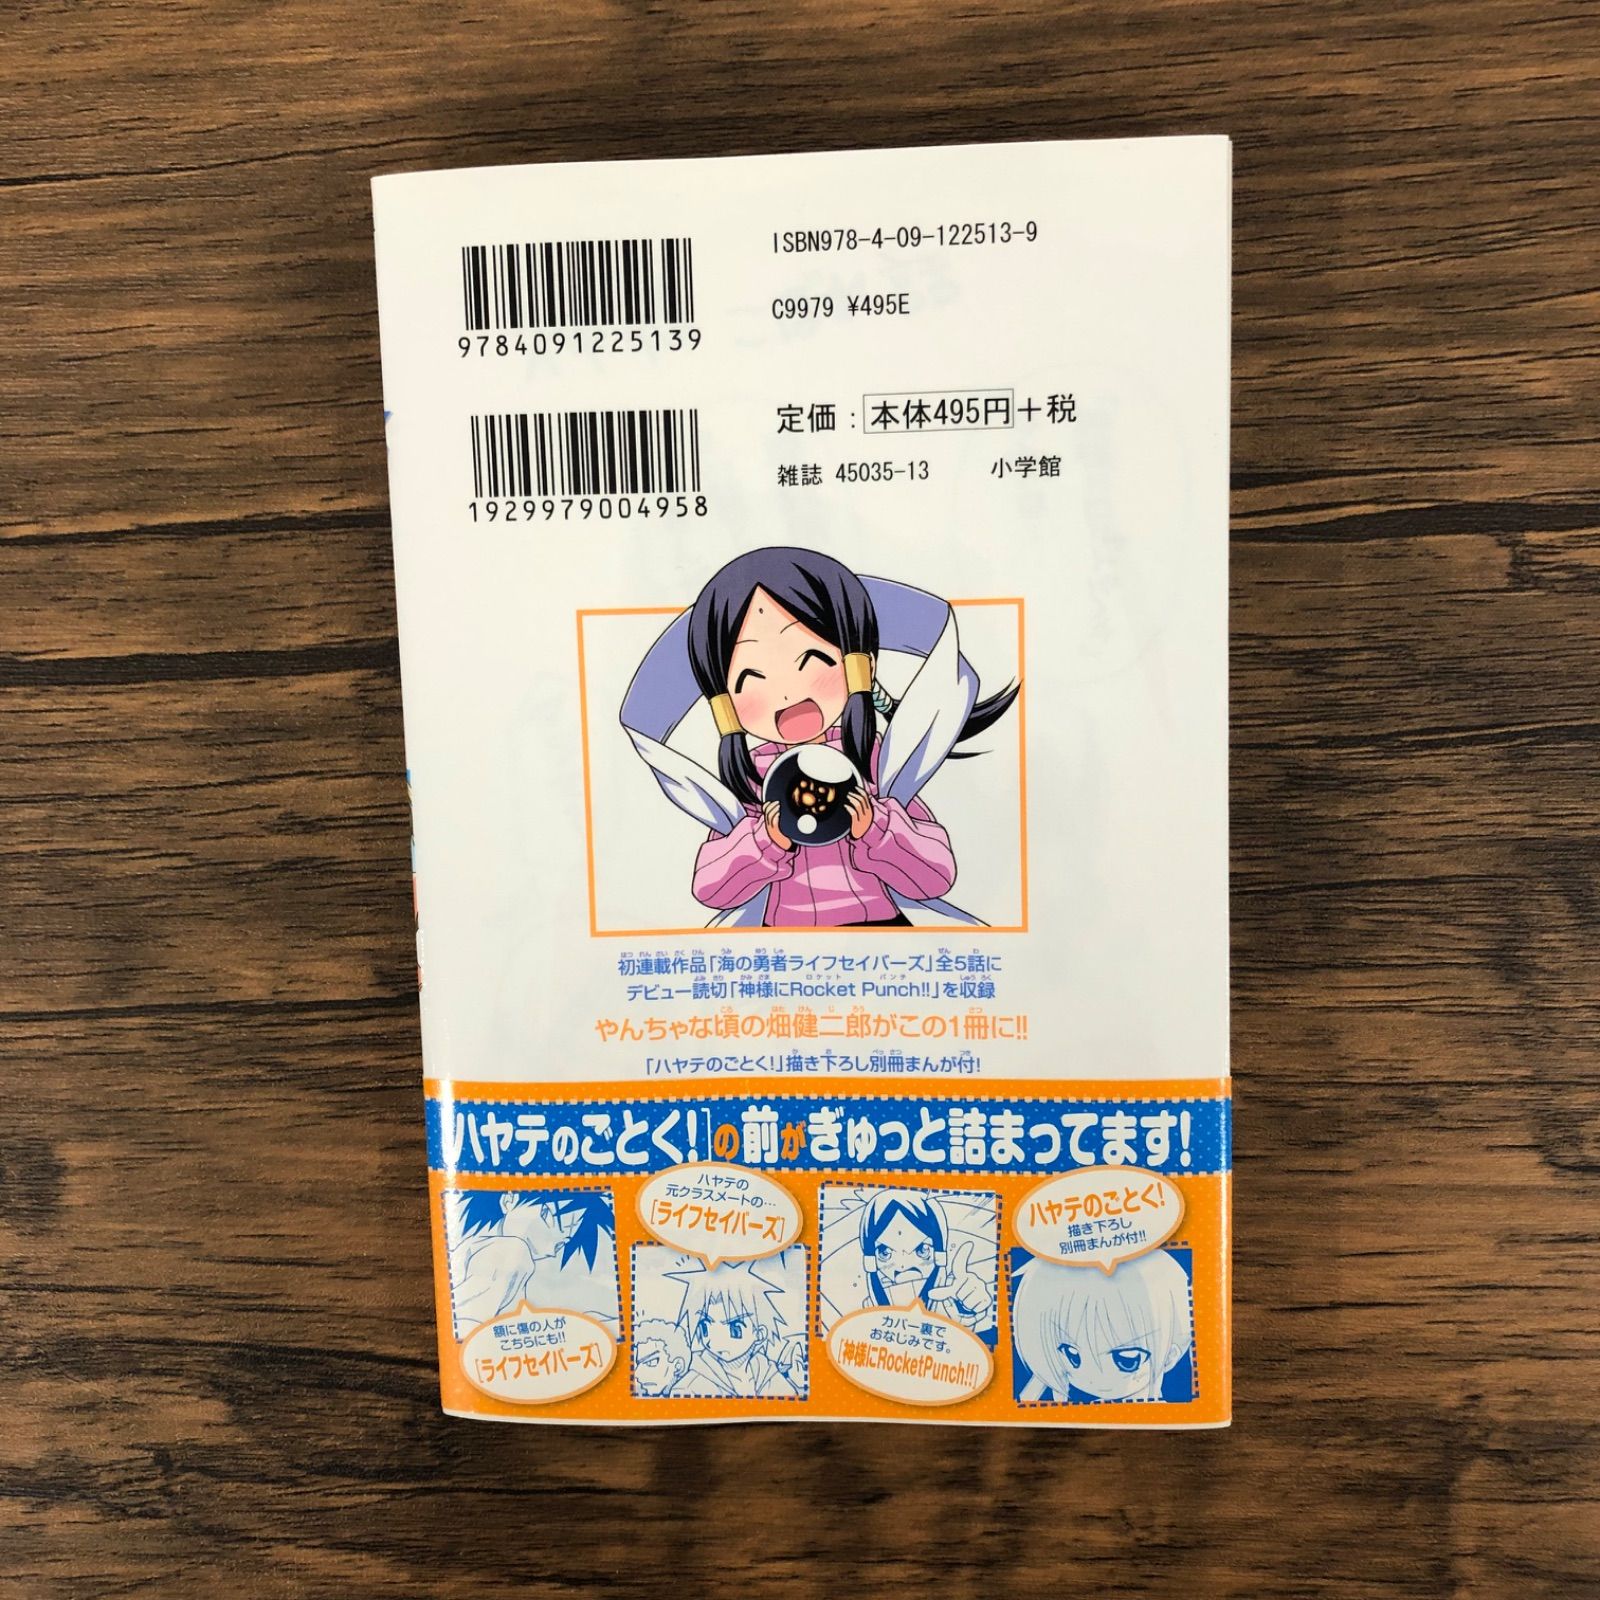 ISBN978-4-09-122513-9
9784091225139
C9979 ¥495E
定価：本体495円＋税
雑誌 45035-13 小学館
1929979004958
初連載作品「海の勇者ライフセイバーズ」全5話に
デビュー読切「神様にRocket Punch!!」を収録
やんちゃな頃の畑健二郎がこの1冊に!!
「ハヤテのごとく!」描き下ろし別冊まんが付!
ハヤテのごとく!］の前がぎゅっと詰まってます!
額に傷の人が
こちらにも!!
［ライフセイバーズ］
ハヤテの
元クラスメートの…
［ライフセイバーズ］
カバー裏で
おなじみです。
［神様にRocketPunch!!］
ハヤテのごとく!
描き下ろし
別冊まんが付!!